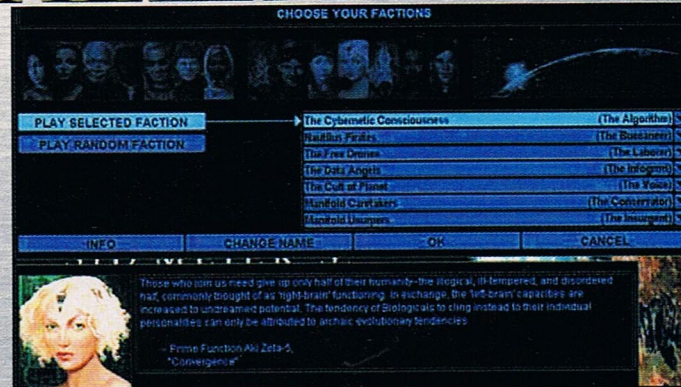 CHOOSE YOUR FACTIONS
PLAY SELECTED FACTION
PLAY RANDOM FACTION
The Cybernetic Consciousness (The Algorithm)
Nautilus Pirates (The Buccaneer)
The Free Drones (The Laborer)
The Data Angels (The Infogrant)
The Cult of Planet (The Voice)
Manifold Caretakers (The Conservator)
Manifold Usurpers (The Insurgent)
INFO CHANGE NAME OK CANCEL
Those who join us need give up only half of their humanity--the illogical, ill-tempered, and disordered
half, commonly thought of as 'right-brain' functioning. In exchange, the 'left-brain' capacities are
increased to undreamed potential. The tendency of Biologicals to cling instead to their individual
personalities can only be attributed to archaic evolutionary tendencies.
-- Prime Function Aki Zeta-5,
"Convergence"